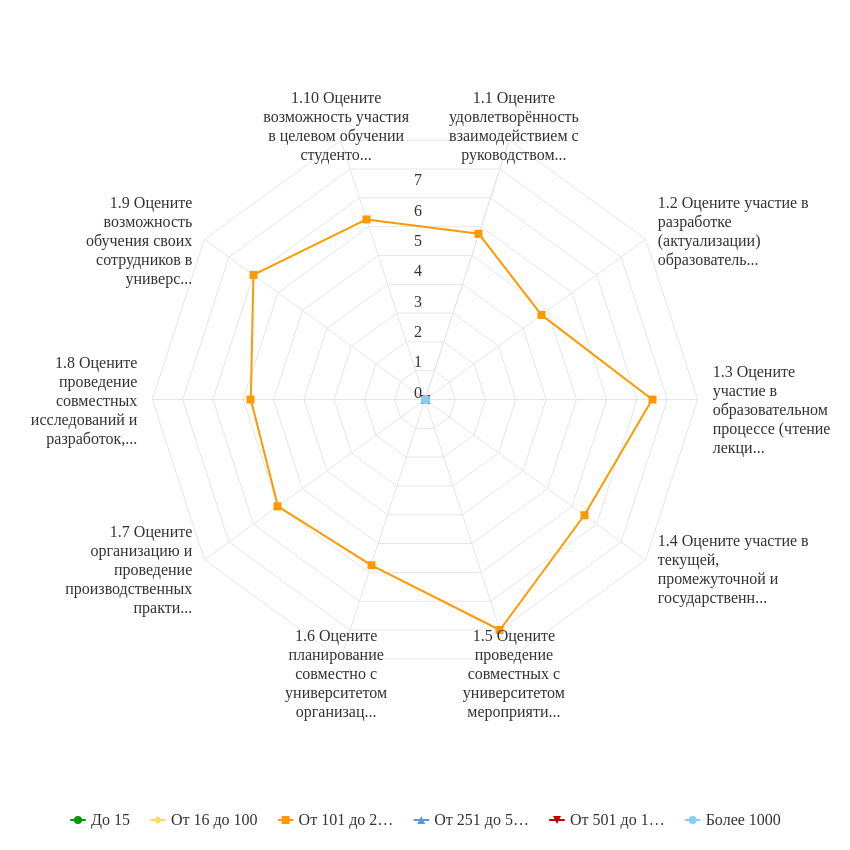 1.10 Оцените
возможность участия
в целевом обучении
студенто...
1.1 Оцените
удовлетворённость
взаимодействием с
руководством...
1.9 Оцените
возможность
обучения своих
сотрудников в
универс...
1.2 Оцените участие в
разработке
(актуализации)
образователь...
7
6
5
4
3
2
1
0
1.8 Оцените
проведение
совместных
исследований и
разработок,...
1.3 Оцените
участие в
образовательном
процессе (чтение
лекци...
1.7 Оцените
организацию и
проведение
производственных
практи...
1.4 Оцените участие в
текущей,
промежуточной и
государственн...
1.6 Оцените
планирование
совместно с
университетом
организац...
1.5 Оцените
проведение
совместных с
университетом
мероприяти...
До 15
От 16 до 100
От 101 до 2…
От 251 до 5…
От 501 до 1…
Более 1000